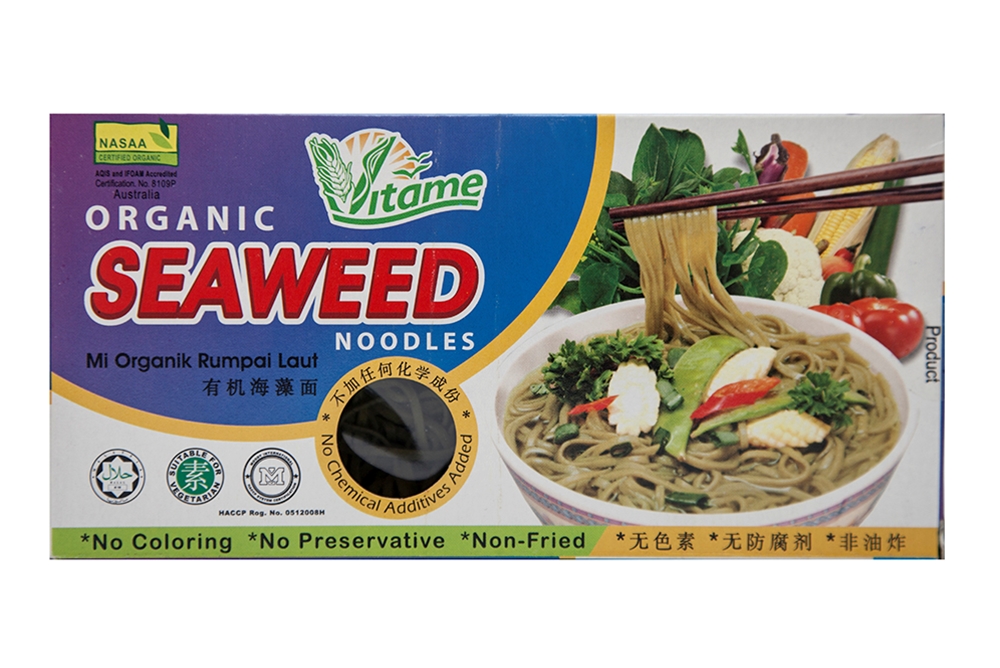 NASAA
CERTIFIED ORGANIC
AQIS and IFOAM Accredited
Certification. No. 8109P
Australia
Vitame
ORGANIC
SEAWEED
NOODLES
Mi Organik Rumpai Laut
有机海藻面
* 不加任何化学成份 *
No Chemical Additives Added
حلال
SUITABLE FOR
素
VEGETARIAN
HACCP Reg. No. 0512008H
Product
*No Coloring *No Preservative *Non-Fried *无色素 *无防腐剂 *非油炸